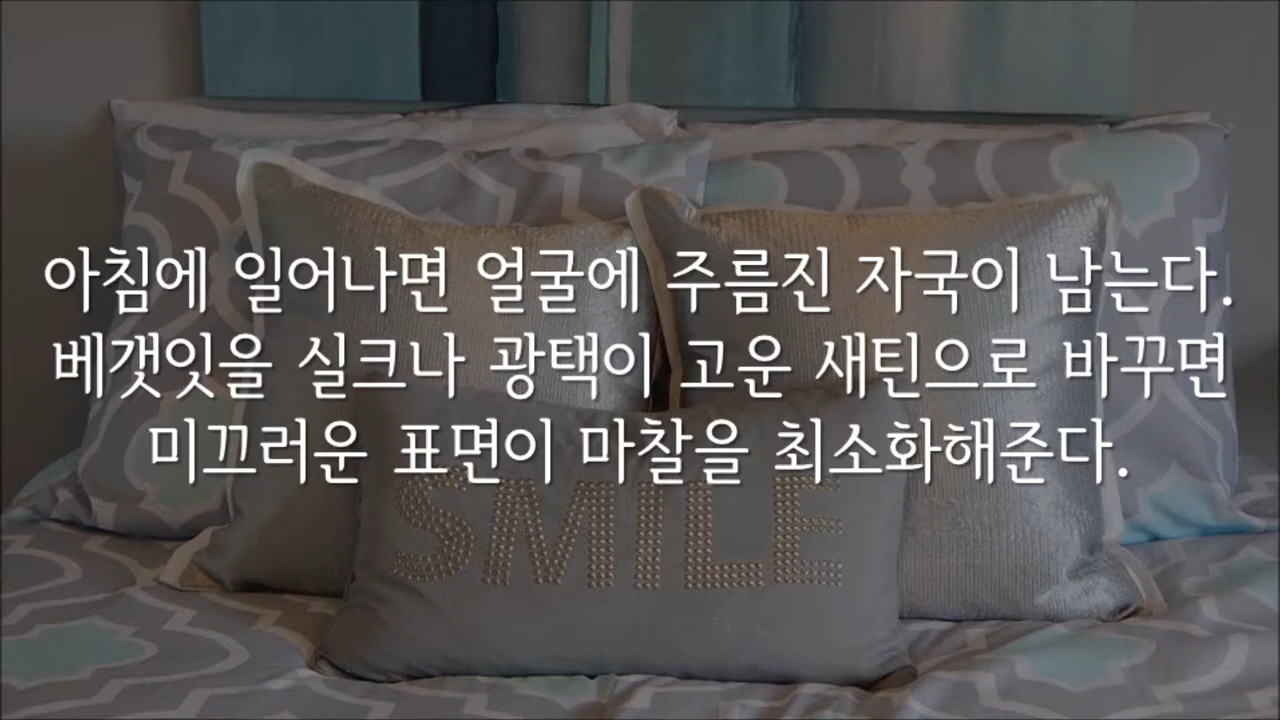 아침에 일어나면 얼굴에 주름진 자국이 남는다.
베갯잇을 실크나 광택이 고운 새틴으로 바꾸면
미끄러운 표면이 마찰을 최소화해준다.
SMILE